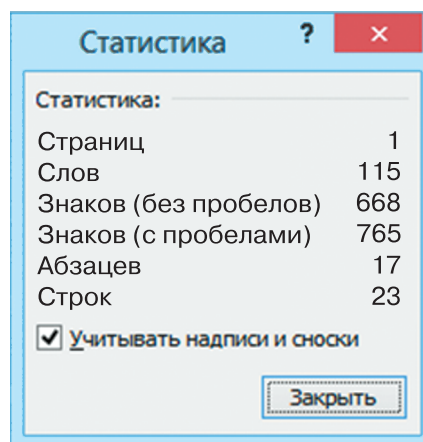 Статистика ?
Статистика:
Страниц 1
Слов 115
Знаков (без пробелов) 668
Знаков (с пробелами) 765
Абзацев 17
Строк 23
Учитывать надписи и сноски
Закрыть